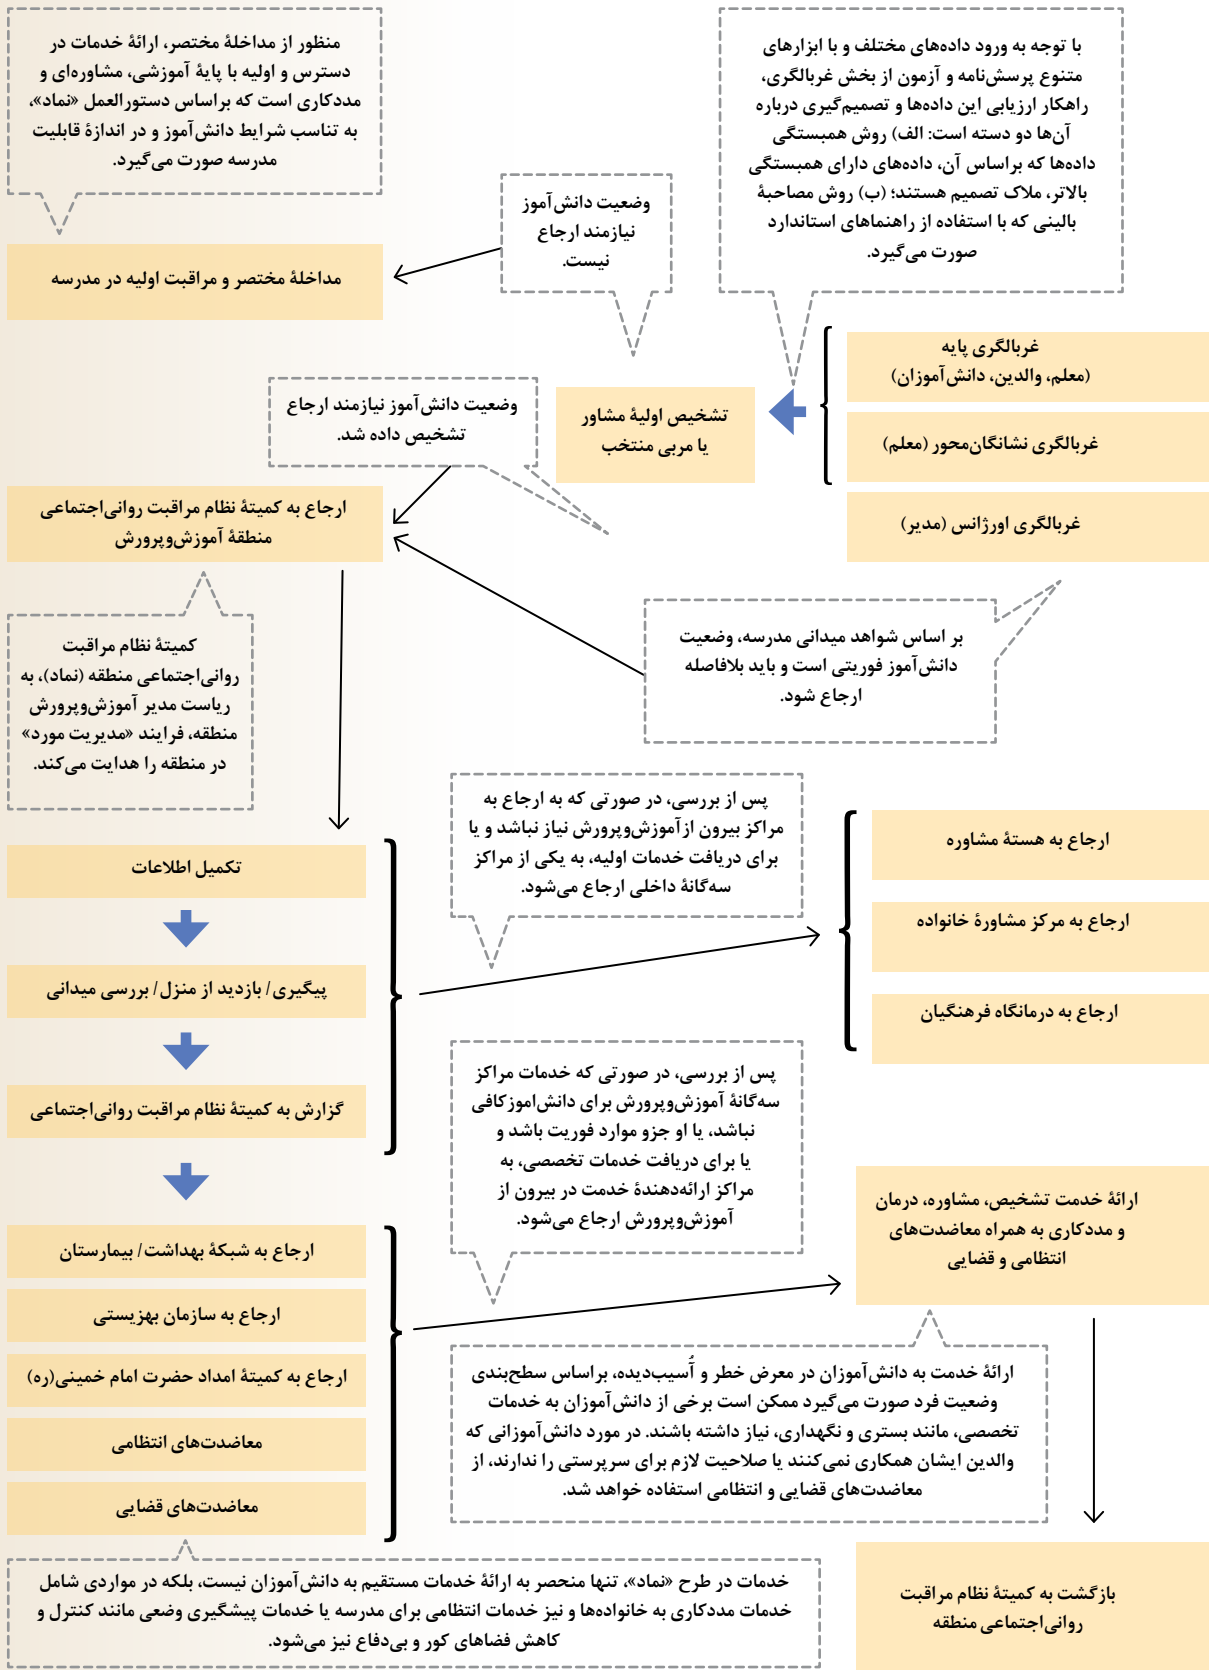 با توجه به ورود داده‌های مختلف و با ابزارهای
متنوع پرسش‌نامه و آزمون از بخش غربالگری،
راهکار ارزیابی این داده‌ها و تصمیم‌گیری درباره
آن‌ها دو دسته است: الف) روش همبستگی
داده‌ها که براساس آن، داده‌های دارای همبستگی
بالاتر، ملاک تصمیم هستند؛ (ب) روش مصاحبهٔ
بالینی که با استفاده از راهنماهای استاندارد
صورت می‌گیرد.
منظور از مداخلهٔ مختصر، ارائهٔ خدمات در
دسترس و اولیه با پایهٔ آموزشی، مشاوره‌ای و
مددکاری است که براساس دستورالعمل «نماد»،
به تناسب شرایط دانش‌آموز و در اندازهٔ قابلیت
مدرسه صورت می‌گیرد.
وضعیت دانش‌آموز
نیازمند ارجاع
نیست.
مداخلهٔ مختصر و مراقبت اولیه در مدرسه
غربالگری پایه
(معلم، والدین، دانش‌آموزان)
غربالگری نشانگان‌محور (معلم)
غربالگری اورژانس (مدیر)
تشخیص اولیهٔ مشاور
یا مربی منتخب
وضعیت دانش‌آموز نیازمند ارجاع
تشخیص داده شد.
ارجاع به کمیتهٔ نظام مراقبت روانی‌اجتماعی
منطقهٔ آموزش‌وپرورش
بر اساس شواهد میدانی مدرسه، وضعیت
دانش‌آموز فوریتی است و باید بلافاصله
ارجاع شود.
کمیتهٔ نظام مراقبت
روانی‌اجتماعی منطقه (نماد)، به
ریاست مدیر آموزش‌وپرورش
منطقه، فرایند «مدیریت مورد»
در منطقه را هدایت می‌کند.
پس از بررسی، در صورتی که به ارجاع به
مراکز بیرون ازآموزش‌وپرورش نیاز نباشد و یا
برای دریافت خدمات اولیه، به یکی از مراکز
سه‌گانهٔ داخلی ارجاع می‌شود.
ارجاع به هستهٔ مشاوره
ارجاع به مرکز مشاورهٔ خانواده
ارجاع به درمانگاه فرهنگیان
تکمیل اطلاعات
پیگیری/ بازدید از منزل/ بررسی میدانی
گزارش به کمیتهٔ نظام مراقبت روانی‌اجتماعی
پس از بررسی، در صورتی که خدمات مراکز
سه‌گانهٔ آموزش‌وپرورش برای دانش‌اموزکافی
نباشد، یا او جزو موارد فوریت باشد و
یا برای دریافت خدمات تخصصی، به
مراکز ارائه‌دهندهٔ خدمت در بیرون از
آموزش‌وپرورش ارجاع می‌شود.
ارائهٔ خدمت تشخیص، مشاوره، درمان
و مددکاری به همراه معاضدت‌های
انتظامی و قضایی
ارجاع به شبکهٔ بهداشت/ بیمارستان
ارجاع به سازمان بهزیستی
ارجاع به کمیتهٔ امداد حضرت امام خمینی(ره)
معاضدت‌های انتظامی
معاضدت‌های قضایی
ارائهٔ خدمت به دانش‌آموزان در معرض خطر و آُسیب‌دیده، براساس سطح‌بندی
وضعیت فرد صورت می‌گیرد ممکن است برخی از دانش‌آموزان به خدمات
تخصصی، مانند بستری و نگهداری، نیاز داشته باشند. در مورد دانش‌آموزانی که
والدین ایشان همکاری نمی‌کنند یا صلاحیت لازم برای سرپرستی را ندارند، از
معاضدت‌های قضایی و انتظامی استفاده خواهد شد.
خدمات در طرح «نماد»، تنها منحصر به ارائهٔ خدمات مستقیم به دانش‌آموزان نیست، بلکه در مواردی شامل
خدمات مددکاری به خانواده‌ها و نیز خدمات انتظامی برای مدرسه یا خدمات پیشگیری وضعی مانند کنترل و
کاهش فضاهای کور و بی‌دفاع نیز می‌شود.
بازگشت به کمیتهٔ نظام مراقبت
روانی‌اجتماعی منطقه